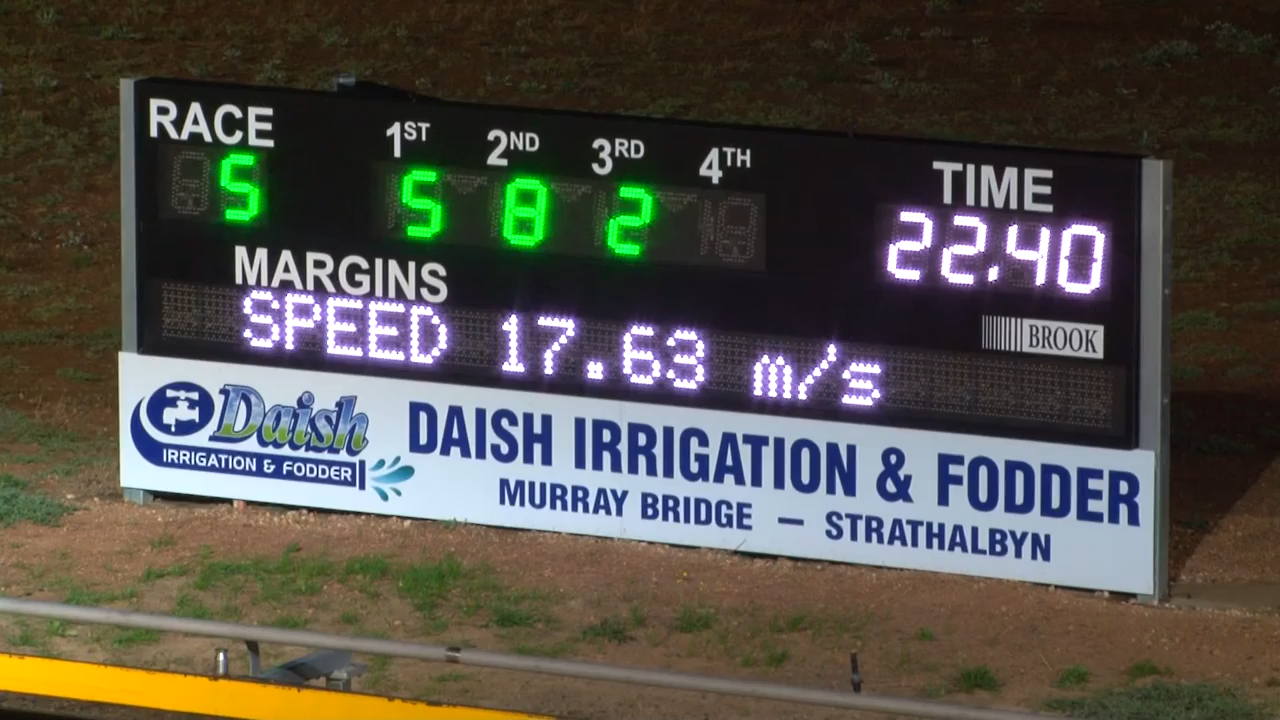 RACE 1ST 2ND 3RD 4TH TIME
5 5 8 2 22.40
MARGINS
SPEED 17.63 m/s
BROOK
Daish
IRRIGATION & FODDER
DAISH IRRIGATION & FODDER
MURRAY BRIDGE – STRATHALBYN